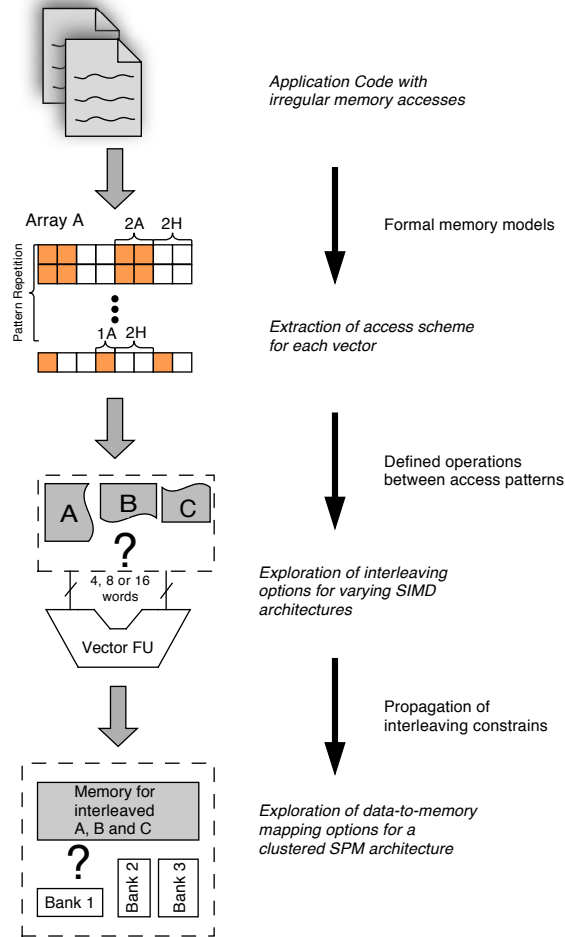 Application Code with
irregular memory accesses
Formal memory models
Array A
2A
2H
Pattern Repetition
1A
2H
Extraction of access scheme
for each vector
Defined operations
between access patterns
A
B
C
?
4, 8 or 16
words
Vector FU
Exploration of interleaving
options for varying SIMD
architectures
Propagation of
interleaving constrains
Memory for
interleaved
A, B and C
?
Bank 1
Bank 2
Bank 3
Exploration of data-to-memory
mapping options for a
clustered SPM architecture